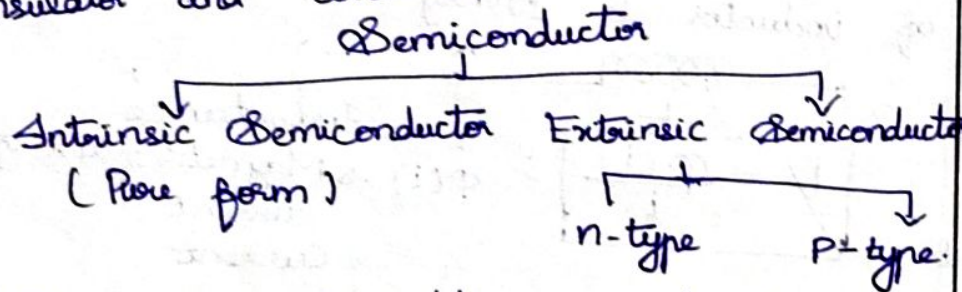 Semiconductor
Intrinsic Semiconductor Extrinsic Semiconducto
(Pure form)
n-type P-type.